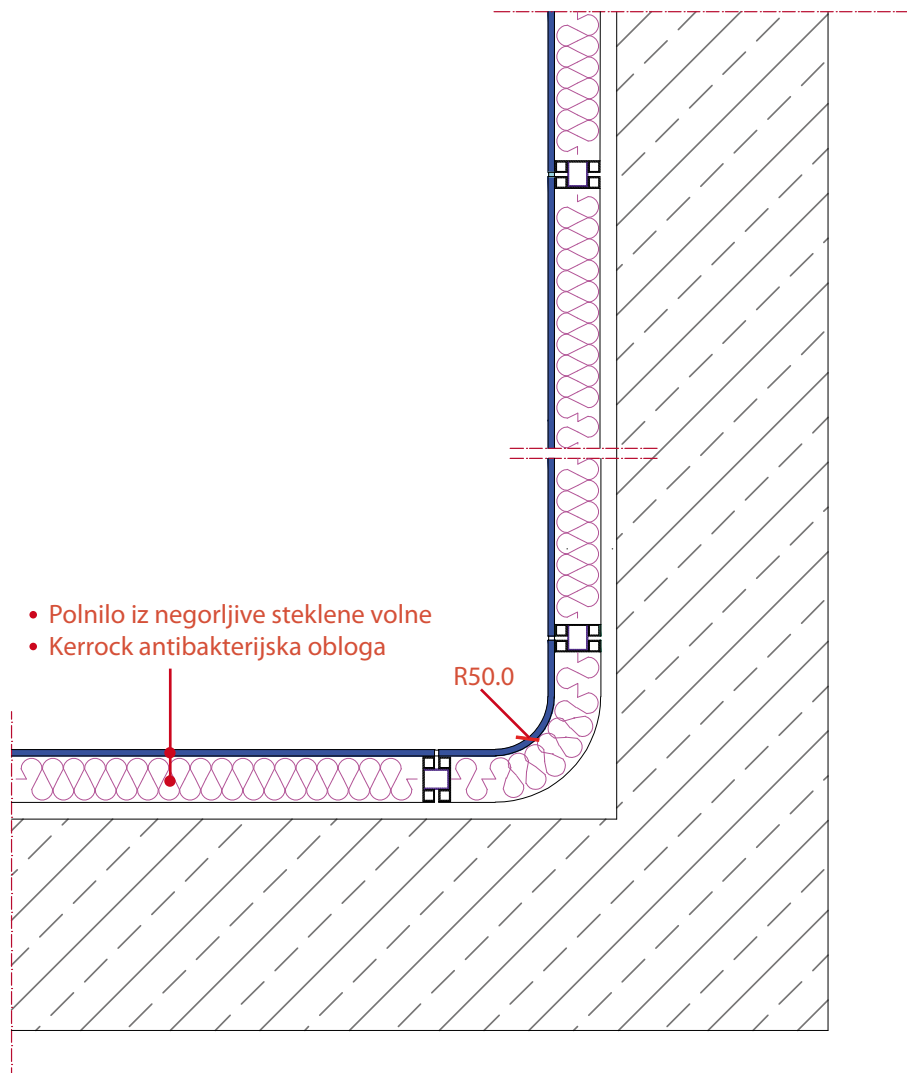 • Polnilo iz negorljive steklene volne
• Kerrock antibakterijska obloga
R50.0